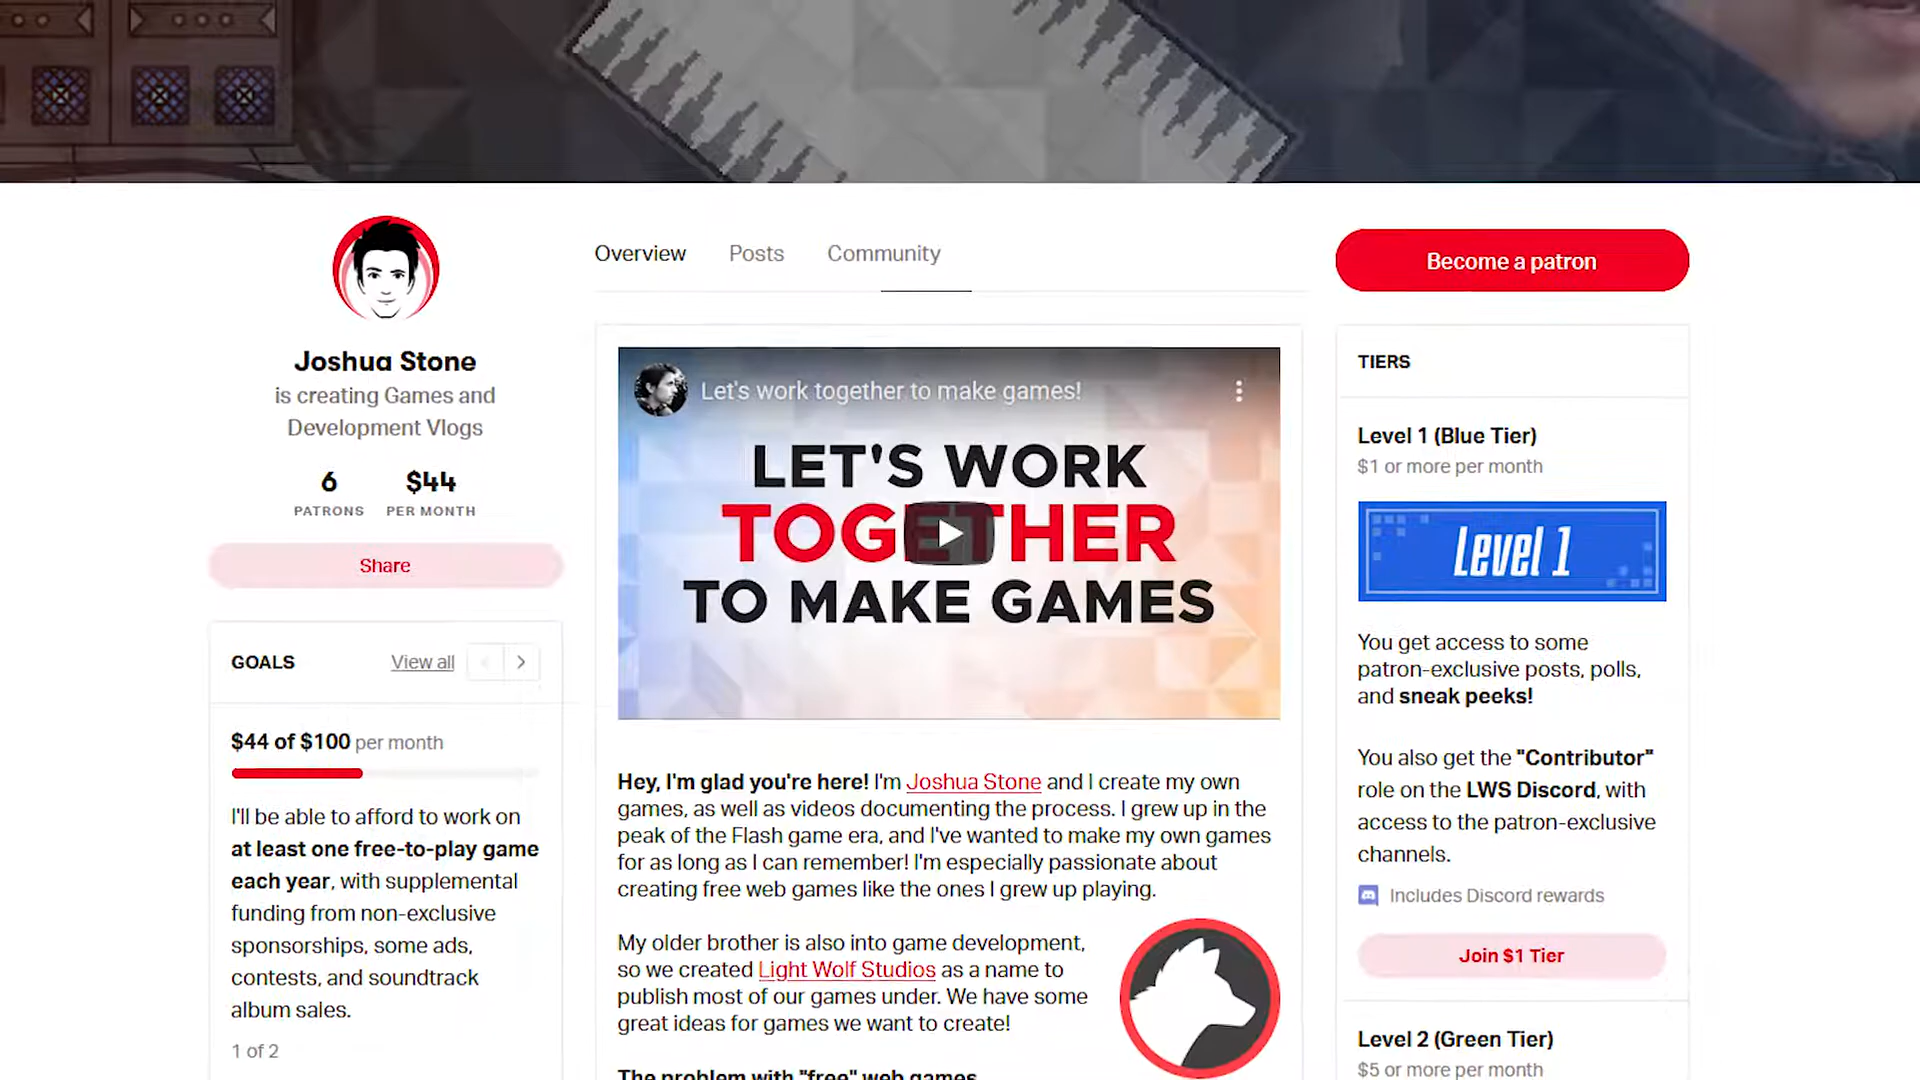 Overview Posts Community
Become a patron
Joshua Stone
is creating Games and
Development Vlogs
6
PATRONS
$44
PER MONTH
Share
GOALS
View all
$44 of $100 per month
I'll be able to afford to work on
at least one free-to-play game
each year, with supplemental
funding from non-exclusive
sponsorships, some ads,
contests, and soundtrack
album sales.
1 of 2
Let's work together to make games!
LET'S WORK
TOGETHER
TO MAKE GAMES
Hey, I'm glad you're here! I'm Joshua Stone and I create my own
games, as well as videos documenting the process. I grew up in the
peak of the Flash game era, and I've wanted to make my own games
for as long as I can remember! I'm especially passionate about
creating free web games like the ones I grew up playing.
My older brother is also into game development,
so we created Light Wolf Studios as a name to
publish most of our games under. We have some
great ideas for games we want to create!
The problem with "free" web games
TIERS
Level 1 (Blue Tier)
$1 or more per month
Level 1
You get access to some
patron-exclusive posts, polls,
and sneak peeks!
You also get the "Contributor"
role on the LWS Discord, with
access to the patron-exclusive
channels.
Includes Discord rewards
Join $1 Tier
Level 2 (Green Tier)
$5 or more per month